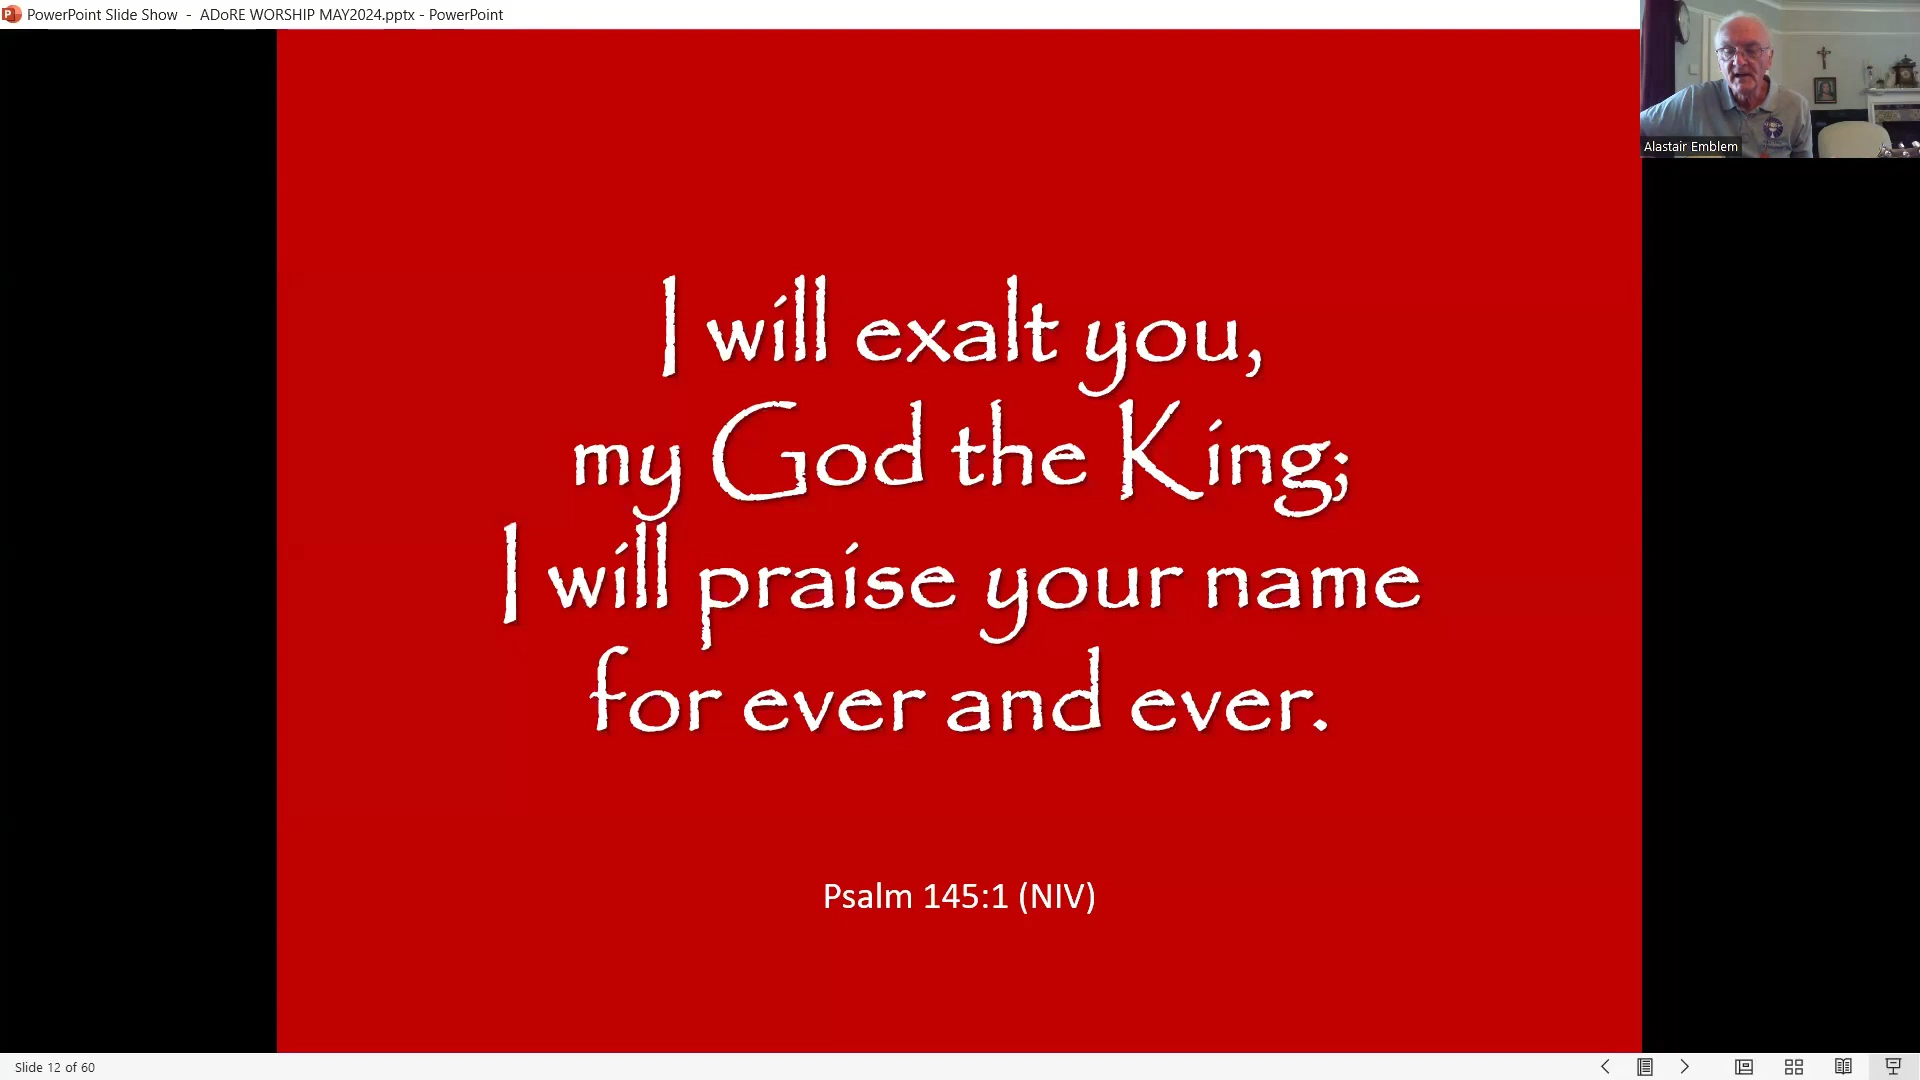 PowerPoint Slide Show - ADoRE WORSHIP MAY2024.pptx - PowerPoint
Alastair Emblem
I will exalt you,
my God the King;
I will praise your name
for ever and ever.
Psalm 145:1 (NIV)
Slide 12 of 60